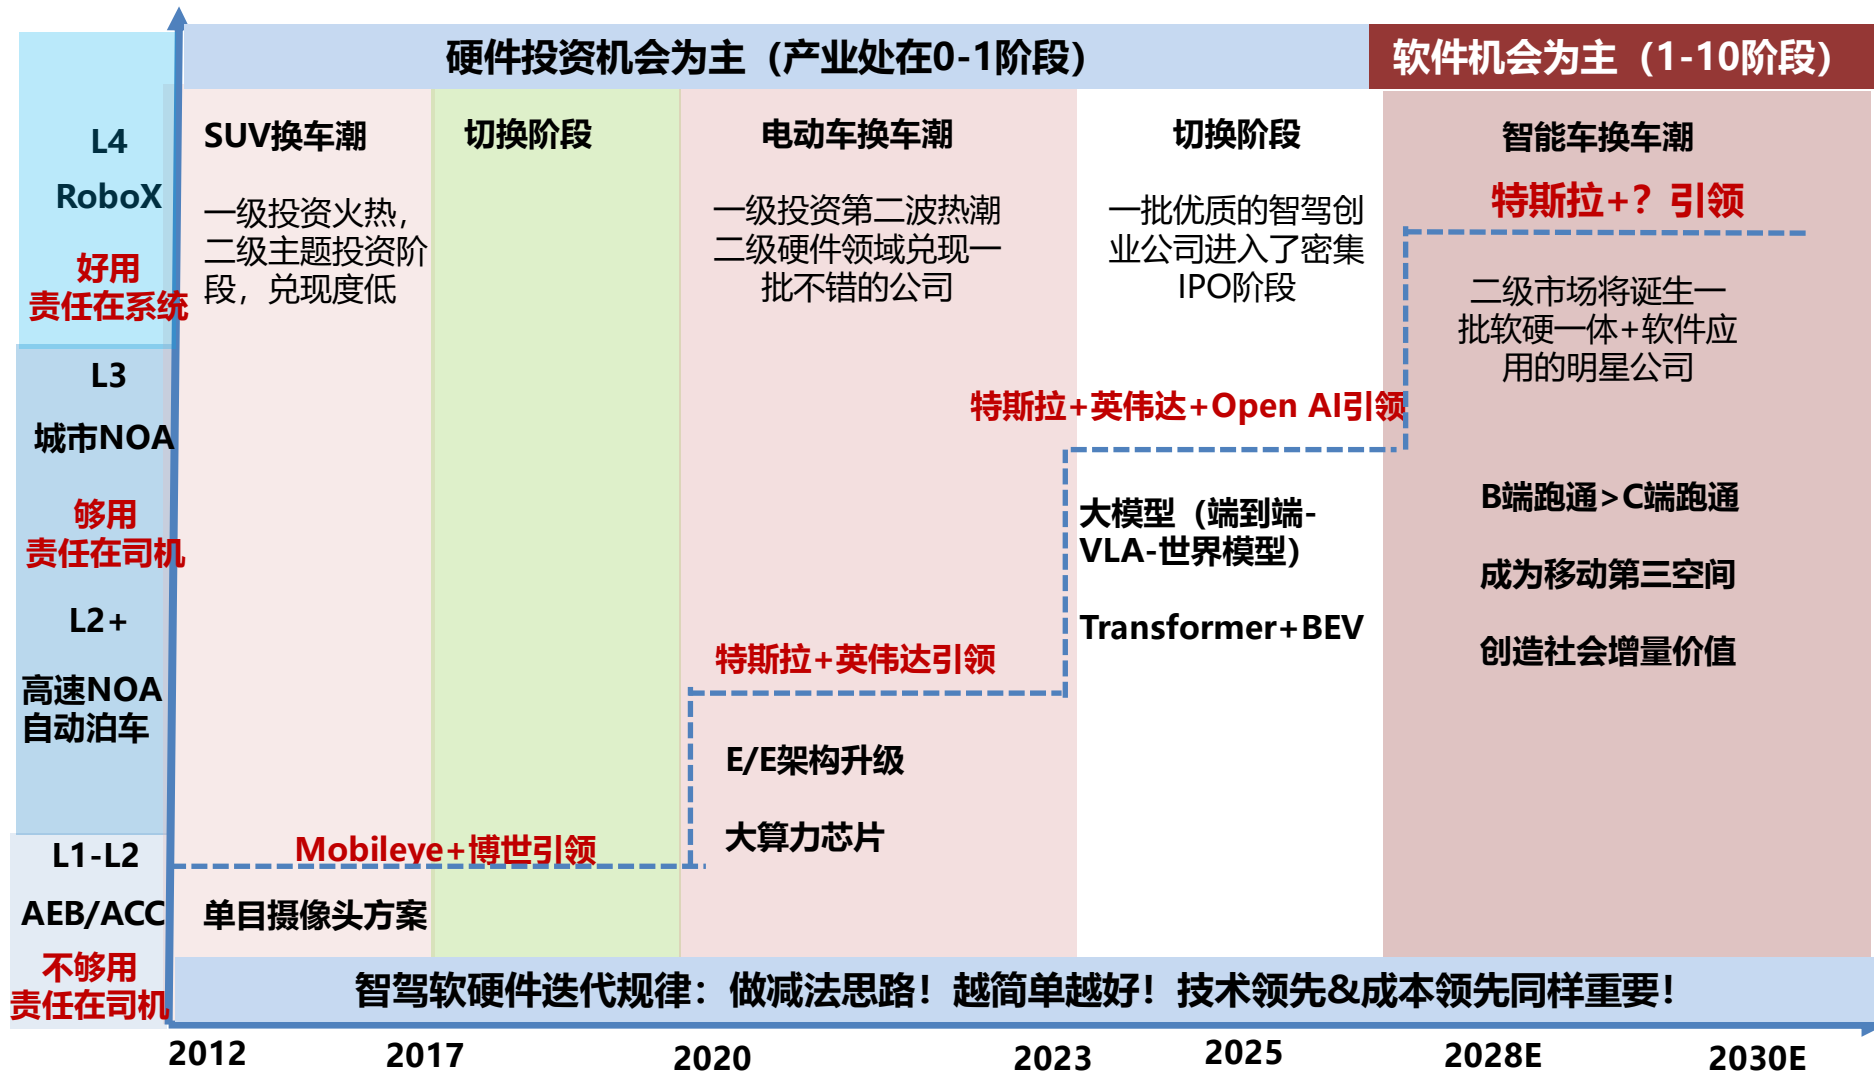 硬件投资机会为主（产业处在0-1阶段）
软件机会为主（1-10阶段）
L4
RoboX
好用
责任在系统
L3
城市NOA
够用
责任在司机
L2+
高速NOA
自动泊车
L1-L2
AEB/ACC
不够用
责任在司机
SUV换车潮
一级投资火热，
二级主题投资阶
段，兑现度低
Mobileye+博世引领
单目摄像头方案
切换阶段
电动车换车潮
一级投资第二波热潮
二级硬件领域兑现一
批不错的公司
特斯拉+英伟达引领
E/E架构升级
大算力芯片
切换阶段
一批优质的智驾创
业公司进入了密集
IPO阶段
特斯拉+英伟达+Open AI引领
大模型（端到端-
VLA-世界模型）
Transformer+BEV
智能车换车潮
特斯拉+？引领
二级市场将诞生一
批软硬一体+软件应
用的明星公司
B端跑通>C端跑通
成为移动第三空间
创造社会增量价值
智驾软硬件迭代规律：做减法思路！越简单越好！技术领先&成本领先同样重要！
2012
2017
2020
2023
2025
2028E
2030E